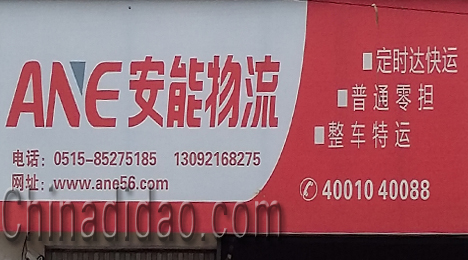 ANE 安能物流
电话：0515-85275185 13092168275
网址：www.ane56.com
■定时达快运
■普通零担
■整车特运
✆ 40010 40088
Chinadidao.com